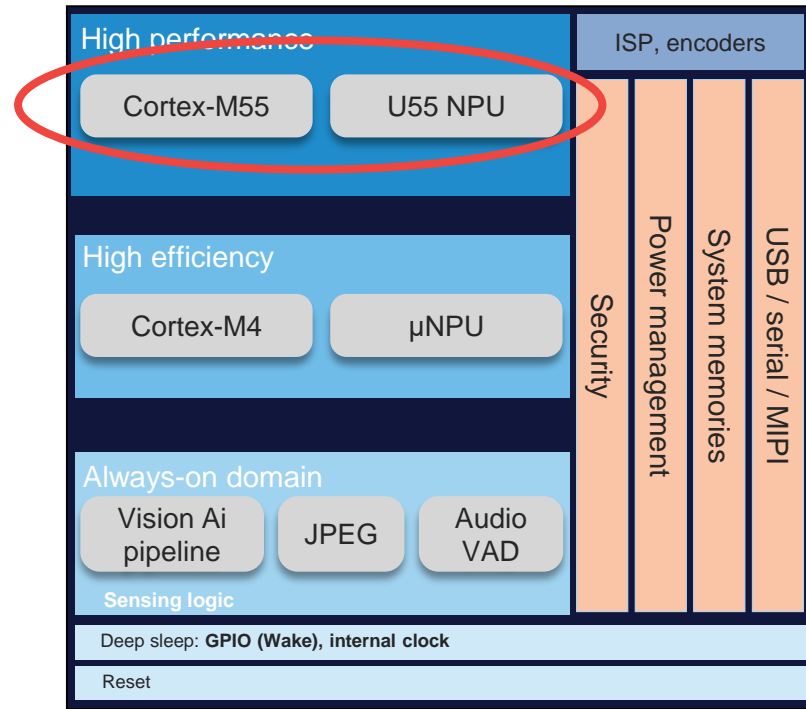 High performance
ISP, encoders
Cortex-M55
U55 NPU
High efficiency
Cortex-M4
µNPU
Always-on domain
Vision Ai
pipeline
JPEG
Audio
VAD
Sensing logic
Security
Power management
System memories
USB / serial / MIPI
Deep sleep: GPIO (Wake), internal clock
Reset